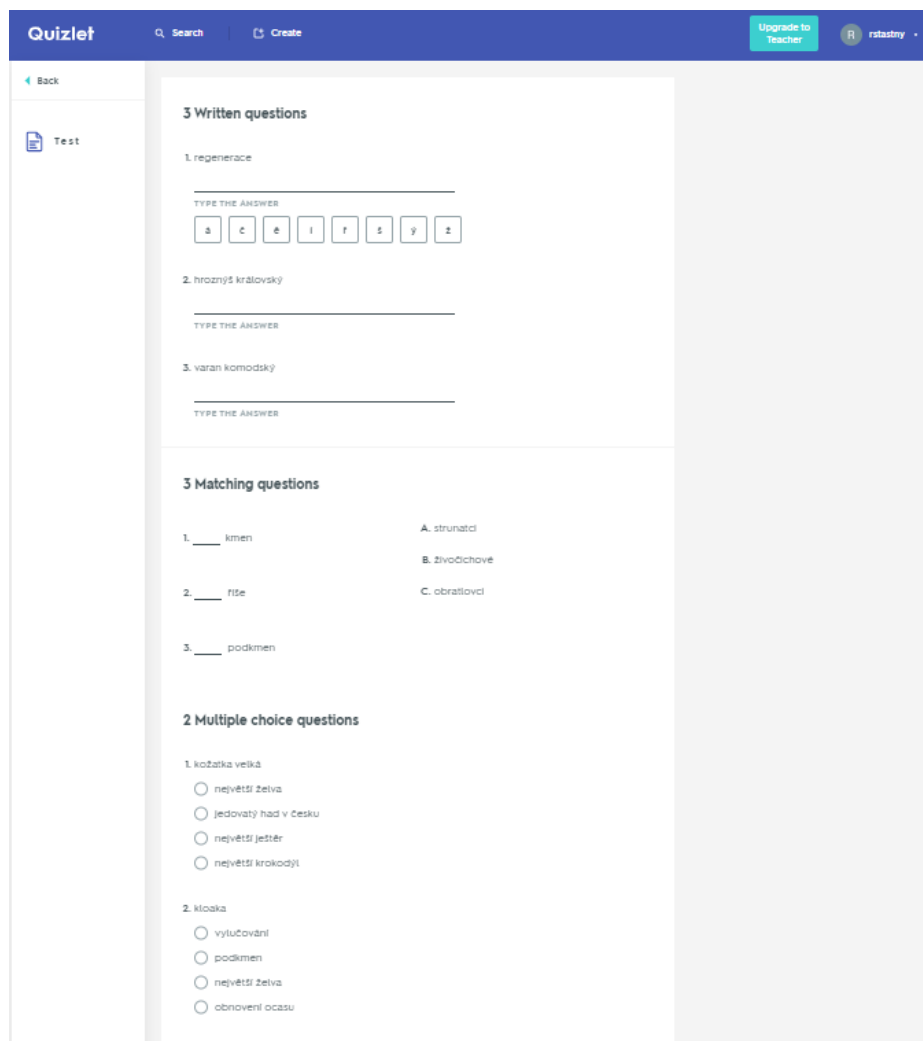 Quizlet
Search
Create
Upgrade to
Teacher
R
rstastny
Back
Test
3 Written questions
1. regenerace
TYPE THE ANSWER
á č ě í ř š ý ž
2. hroznýš královský
TYPE THE ANSWER
3. varan komodský
TYPE THE ANSWER
3 Matching questions
1. ____ kmen
2. ____ říše
3. ____ podkmen
A. strunatci
B. živočichové
C. obratlovci
2 Multiple choice questions
1. kožatka velká
největší želva
jedovatý had v česku
největší ještěr
největší krokodýl
2. kloaka
vylučování
podkmen
největší želva
obnovení ocasu